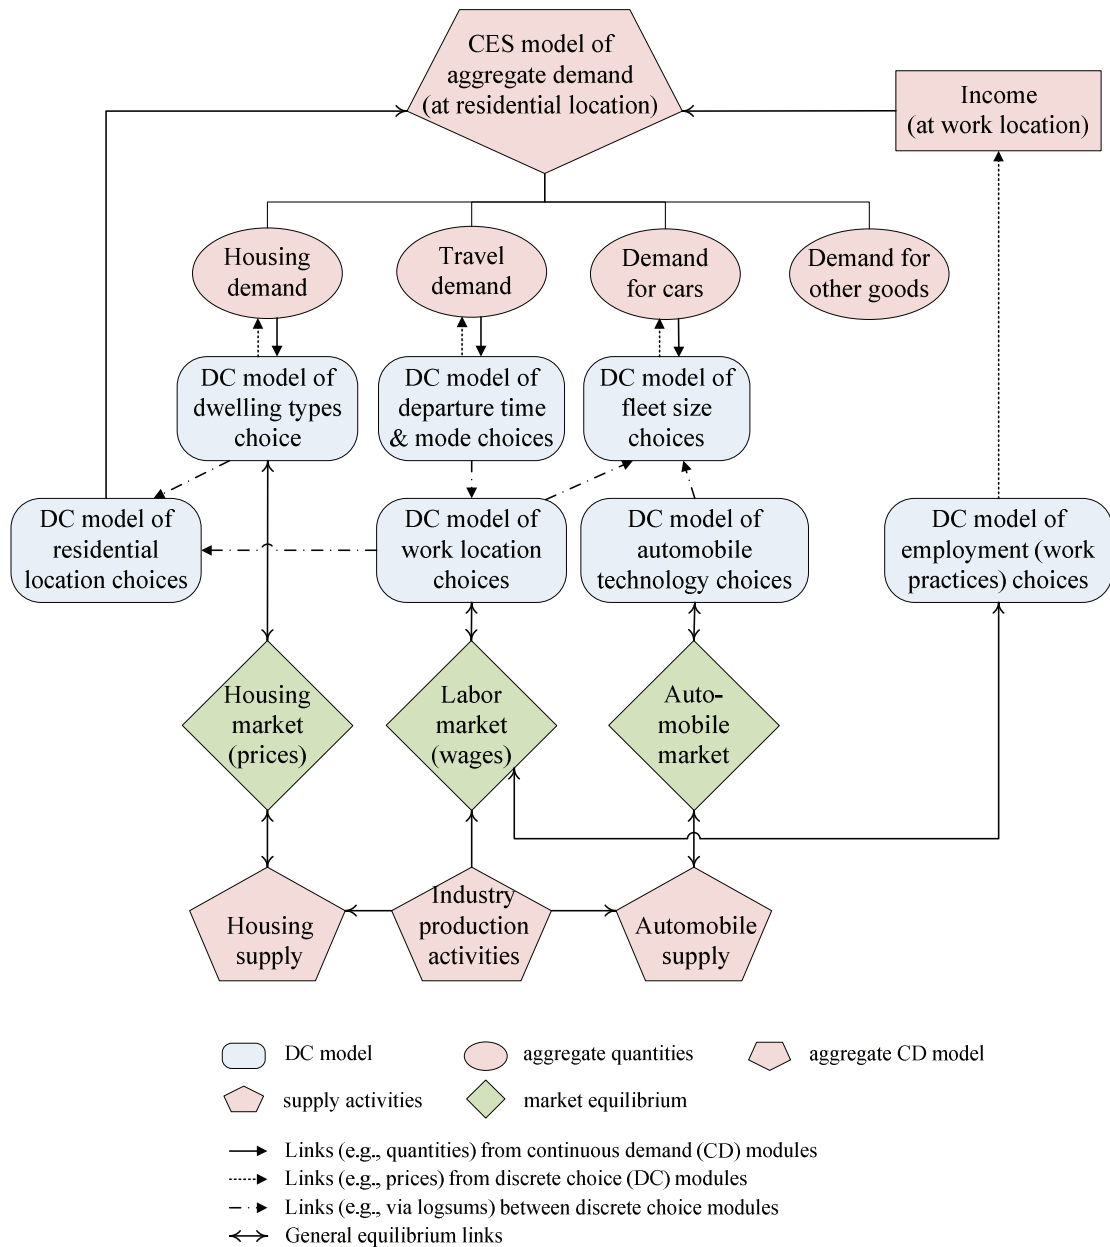 CES model of
aggregate demand
(at residential location)
Income
(at work location)
Housing
demand
Travel
demand
Demand
for cars
Demand for
other goods
DC model of
dwelling types
choice
DC model of
departure time
& mode choices
DC model of
fleet size
choices
DC model of
residential
location choices
DC model of
work location
choices
DC model of
automobile
technology choices
DC model of
employment (work
practices) choices
Housing
market
(prices)
Labor
market
(wages)
Auto-
mobile
market
Housing
supply
Industry
production
activities
Automobile
supply
DC model
aggregate quantities
aggregate CD model
supply activities
market equilibrium
Links (e.g., quantities) from continuous demand (CD) modules
Links (e.g., prices) from discrete choice (DC) modules
Links (e.g., via logsums) between discrete choice modules
General equilibrium links